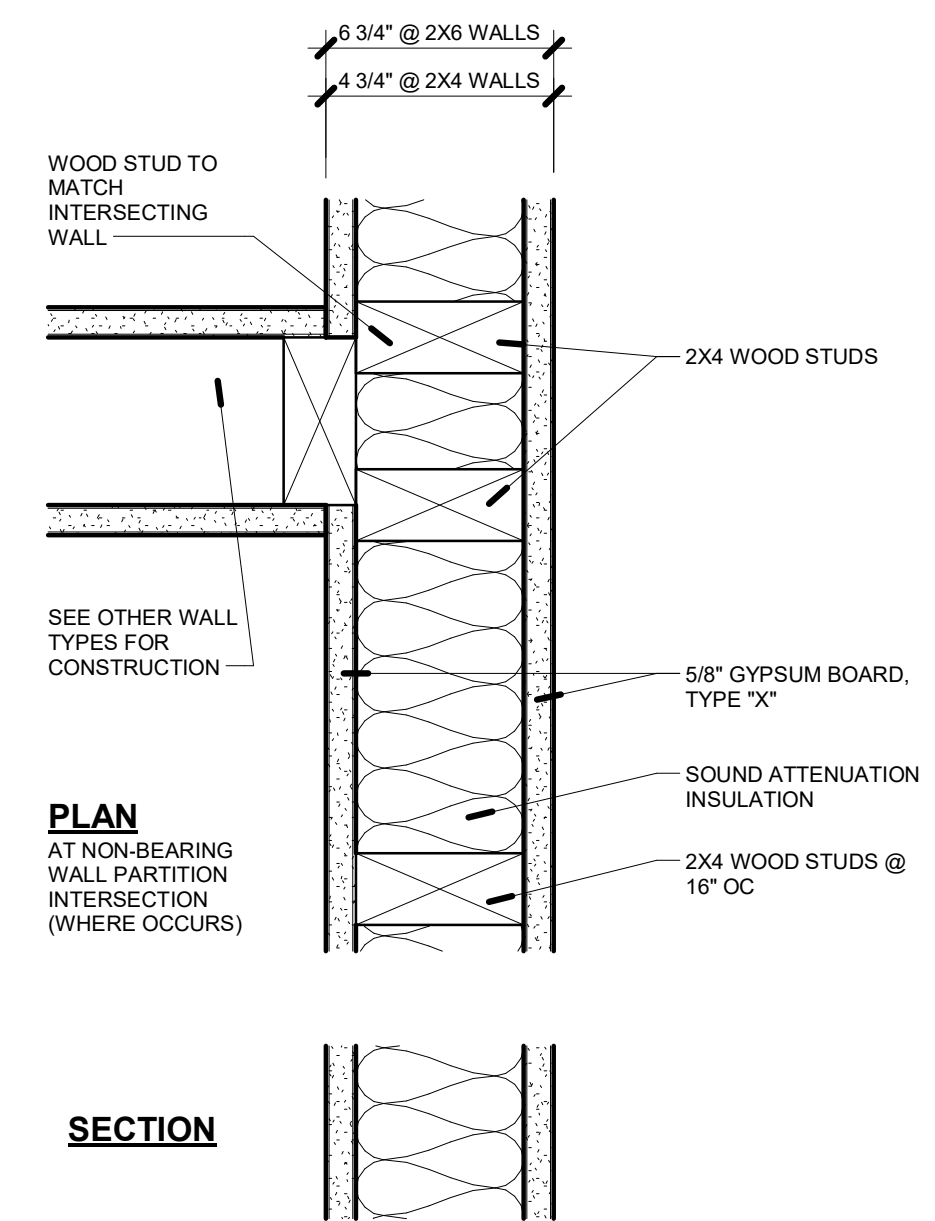 6 3/4" @ 2X6 WALLS
4 3/4" @ 2X4 WALLS
WOOD STUD TO
MATCH
INTERSECTING
WALL
2X4 WOOD STUDS
SEE OTHER WALL
TYPES FOR
CONSTRUCTION
5/8" GYPSUM BOARD,
TYPE "X"
SOUND ATTENUATION
INSULATION
2X4 WOOD STUDS @
16" OC
PLAN
AT NON-BEARING
WALL PARTITION
INTERSECTION
(WHERE OCCURS)
SECTION